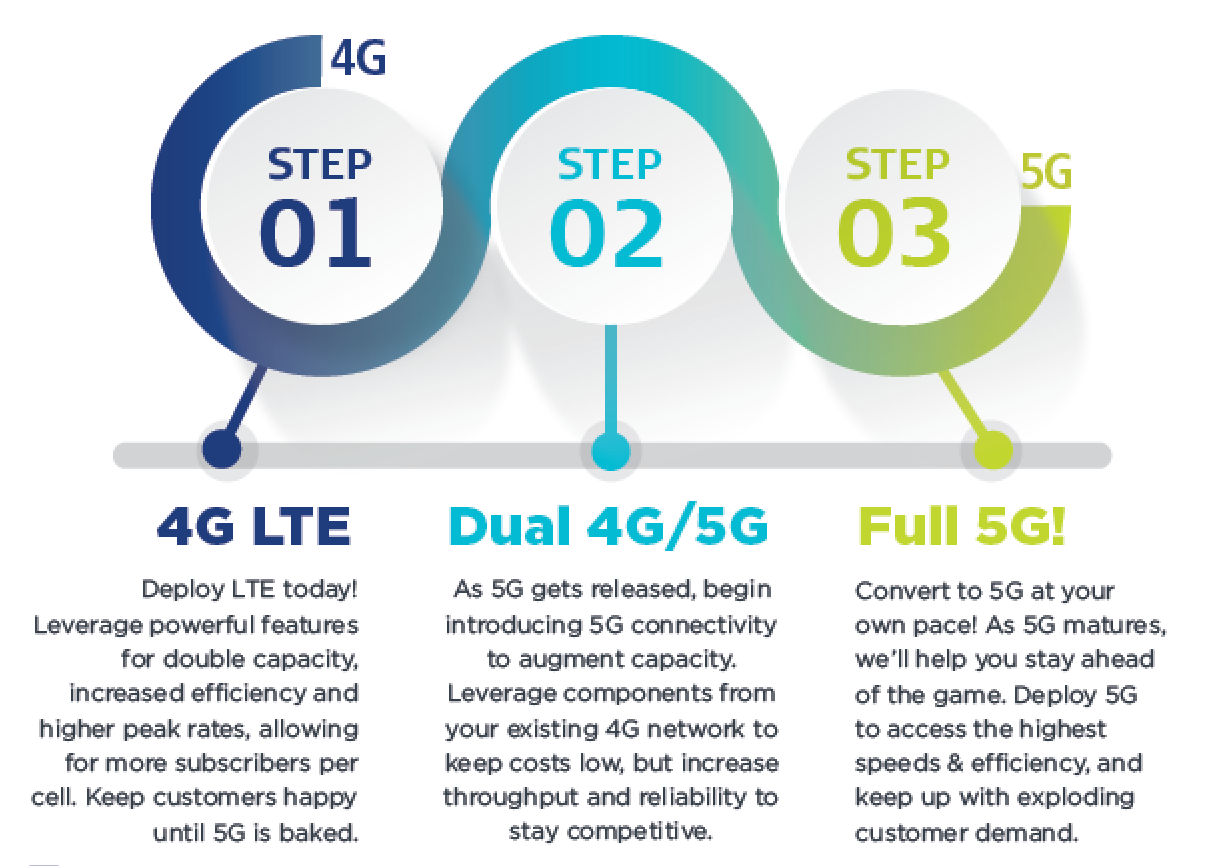 4G
STEP
01
STEP
02
STEP
03
5G
4G LTE
Deploy LTE today!
Leverage powerful features
for double capacity,
increased efficiency and
higher peak rates, allowing
for more subscribers per
cell. Keep customers happy
until 5G is baked.
Dual 4G/5G
As 5G gets released, begin
introducing 5G connectivity
to augment capacity.
Leverage components from
your existing 4G network to
keep costs low, but increase
throughput and reliability to
stay competitive.
Full 5G!
Convert to 5G at your
own pace! As 5G matures,
we'll help you stay ahead
of the game. Deploy 5G
to access the highest
speeds & efficiency, and
keep up with exploding
customer demand.